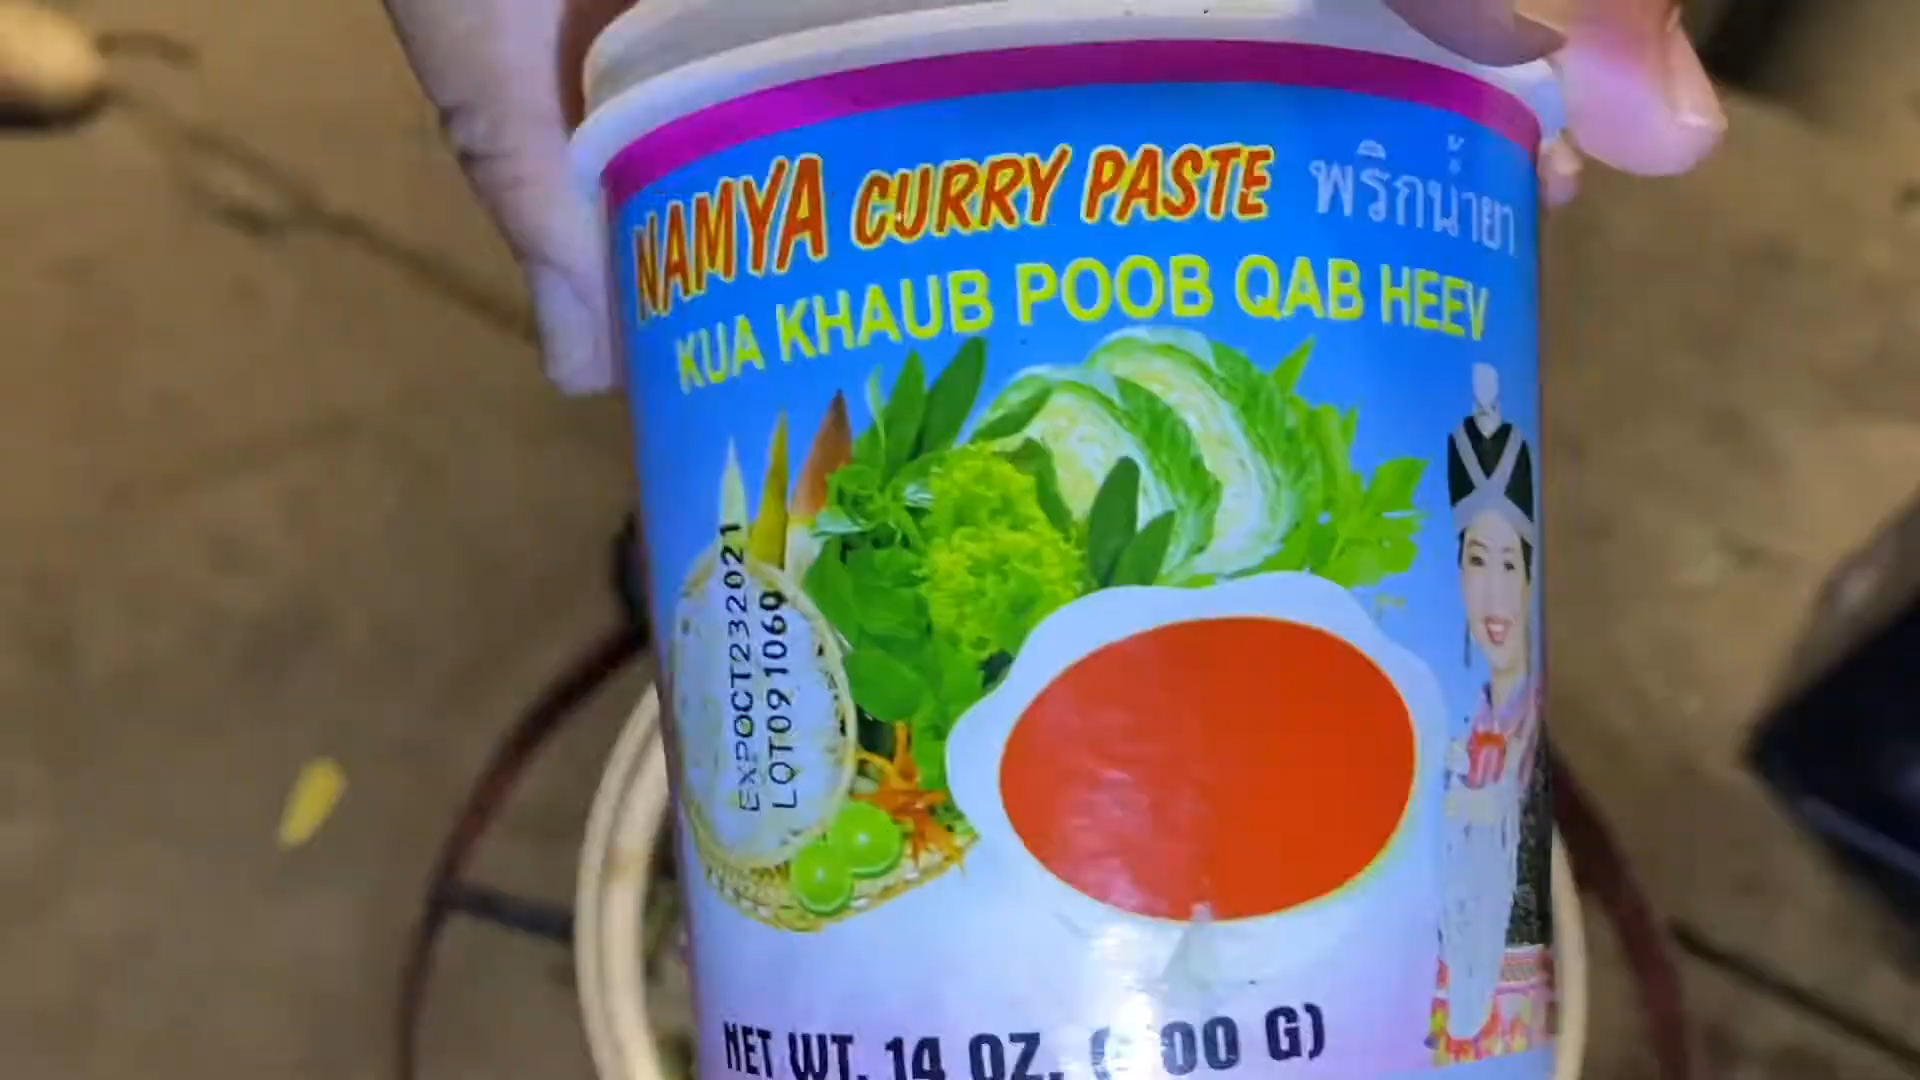 NAMYA CURRY PASTE พริกน้ำยา
KUA KHAUB POOB QAB HEEV
EXPOCT232021
LOT091060
NET WT. 14 OZ. ( 00 G)